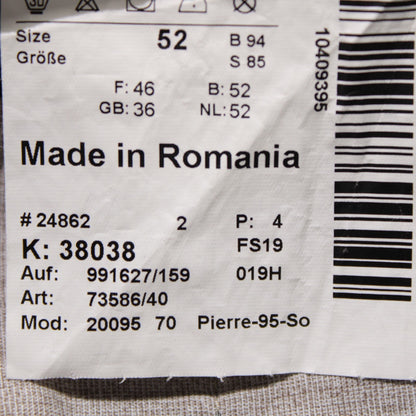 30
Size 52 B 94
Größe S 85
F: 46 B: 52
GB: 36 NL: 52
Made in Romania
# 24862 2 P: 4
K: 38038 FS19
Auf: 991627/159 019H
Art: 73586/40
Mod: 20095 70 Pierre-95-So
10409395